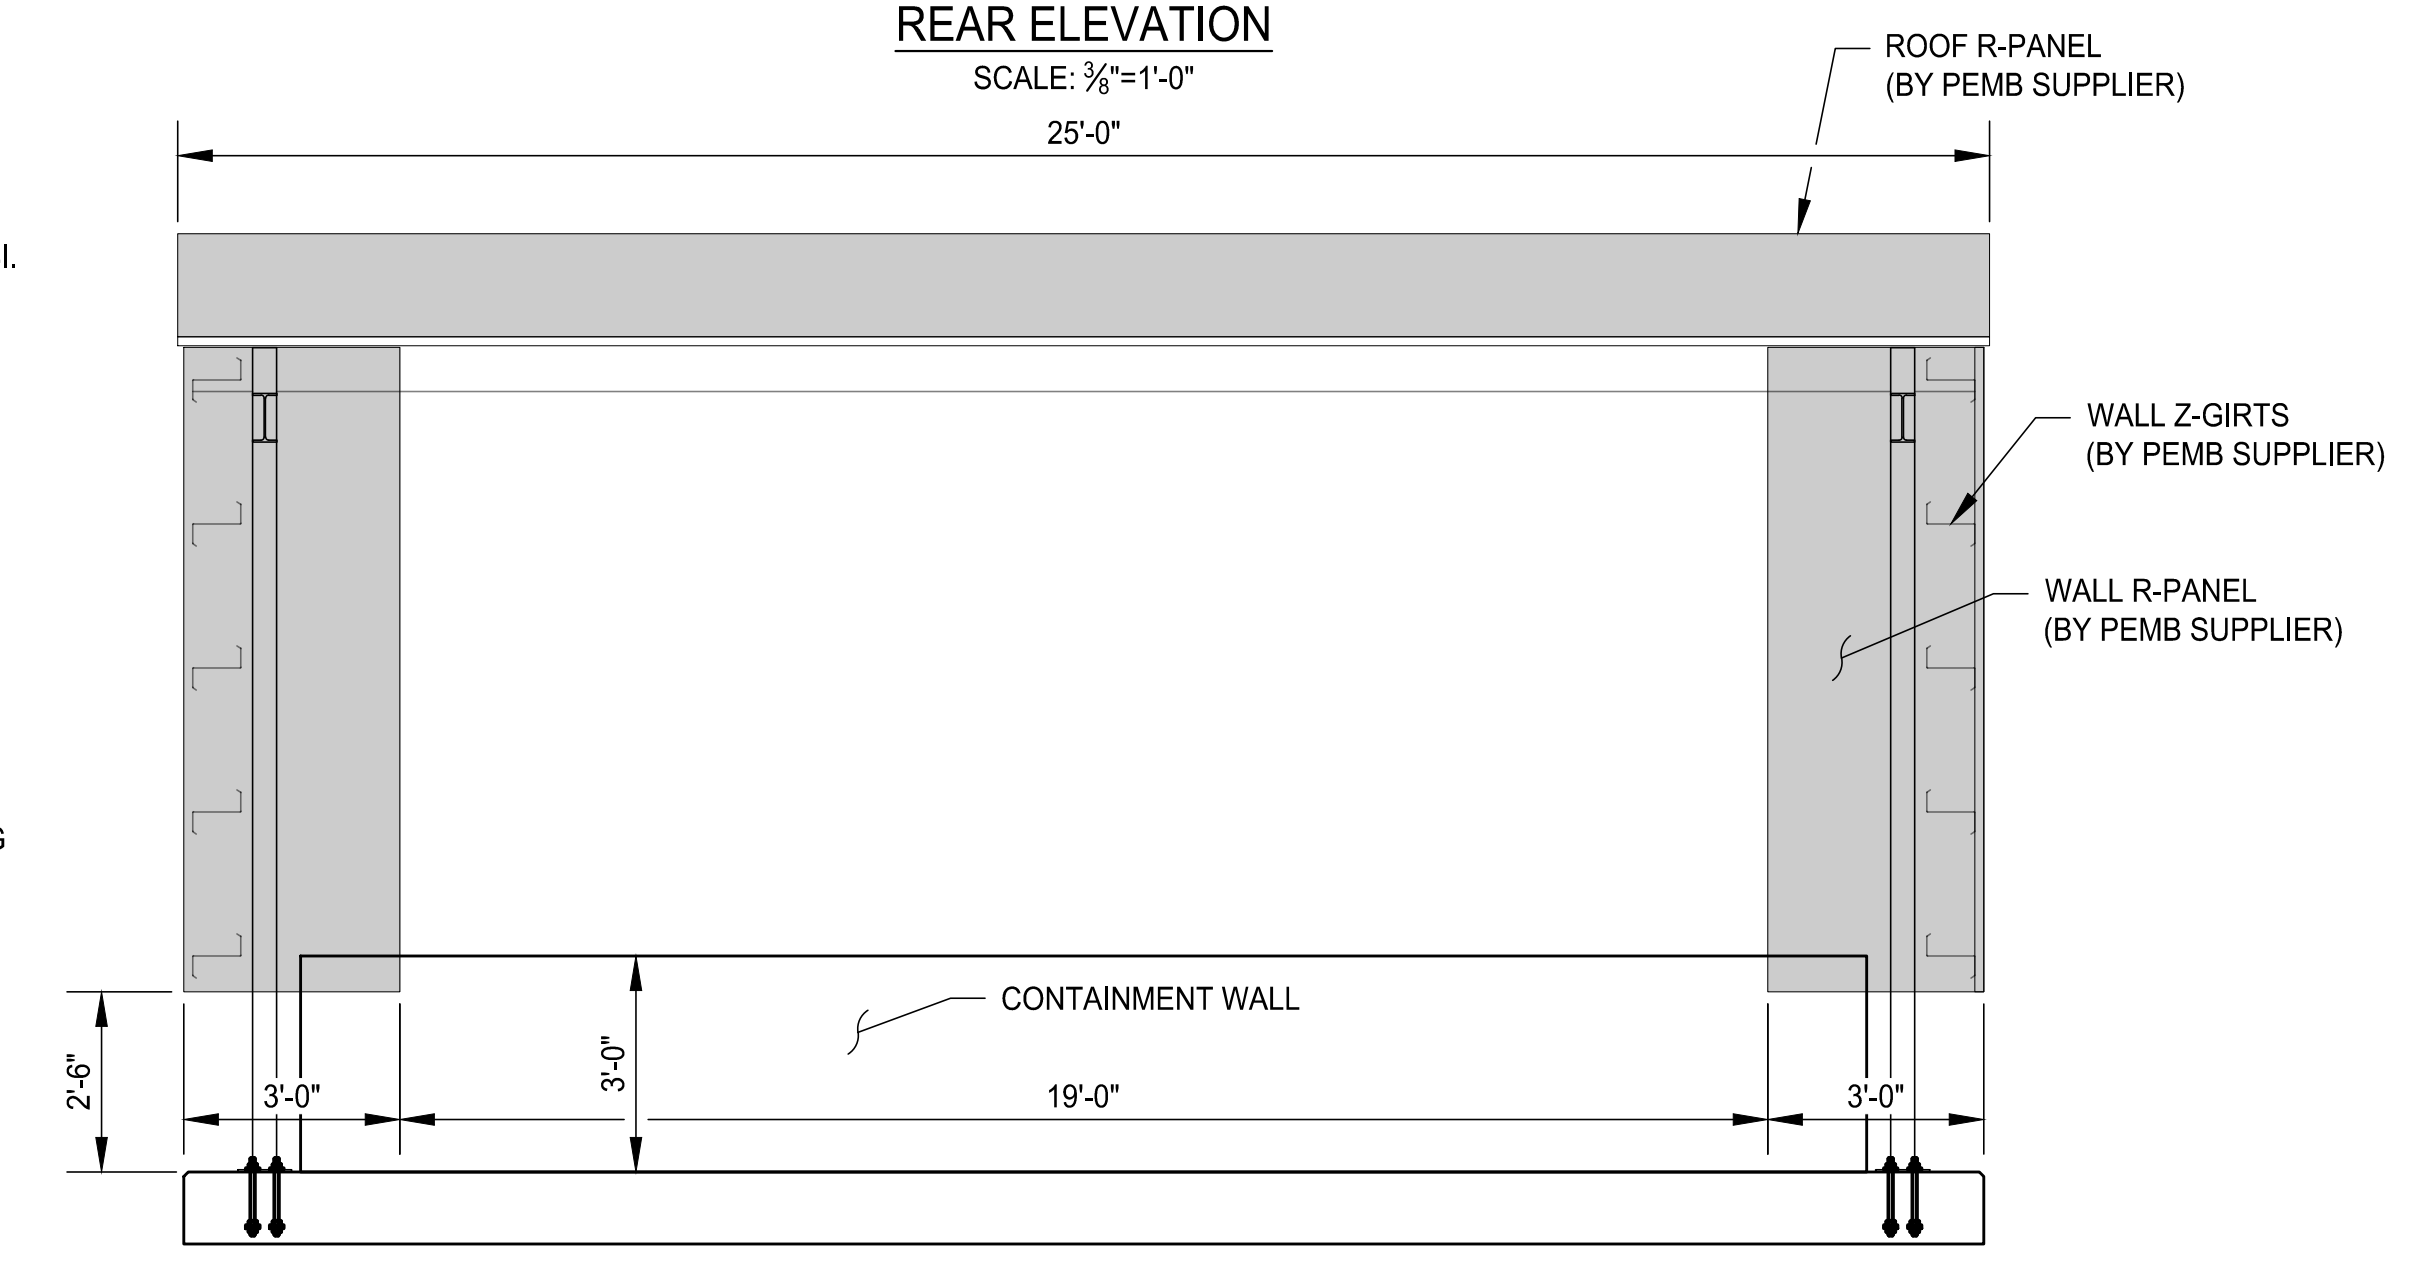 REAR ELEVATION
SCALE: ⅜"=1'-0"
ROOF R-PANEL
(BY PEMB SUPPLIER)
25'-0"
l.
WALL Z-GIRTS
(BY PEMB SUPPLIER)
WALL R-PANEL
(BY PEMB SUPPLIER)
G
CONTAINMENT WALL
2'-6"
3'-0"
3'-0"
19'-0"
3'-0"